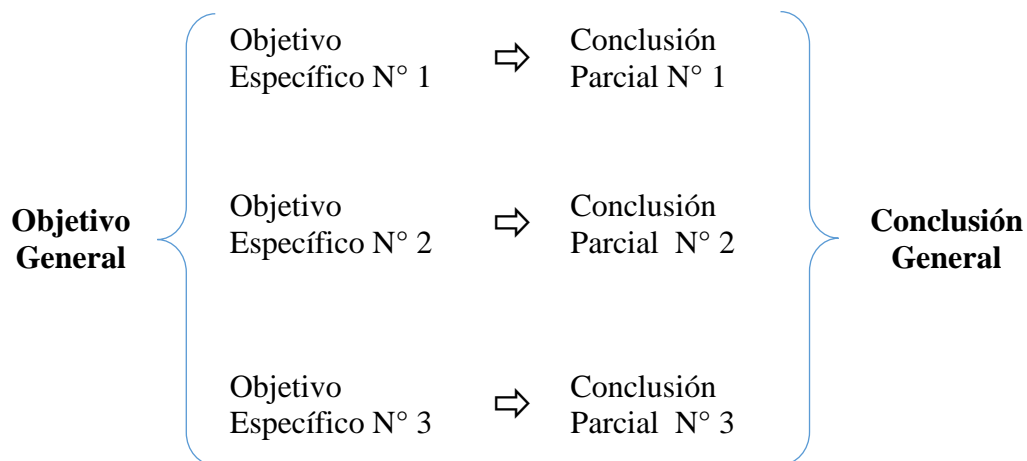 Objetivo
General
Objetivo
Específico N° 1
⇨
Conclusión
Parcial N° 1
Objetivo
Específico N° 2
⇨
Conclusión
Parcial N° 2
Objetivo
Específico N° 3
⇨
Conclusión
Parcial N° 3
Conclusión
General